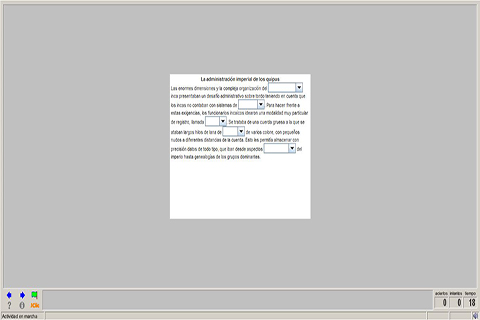 La administración imperial de los quipos
Las enormes dimensiones y la compleja organización del
inca presentaban un desafío administrativo sobre todo teniendo en cuenta que
los incas no contaban con sistemas de . Para hacer frente a
estas exigencias, los funcionarios incaicos idearon una modalidad muy particular
de registro, llamada . Se trataba de una cuerda gruesa a la que se
ataban largos hilos de lana de de varios colore, con pequeños
nudos a diferentes distancias de la cuerda. Esto les permitía almacenar con
precisión datos de todo tipo, que iban desde aspectos del
imperio hasta genealogías de los grupos dominantes.
aciertos intentos tiempo
0 0 18
Actividad en marcha